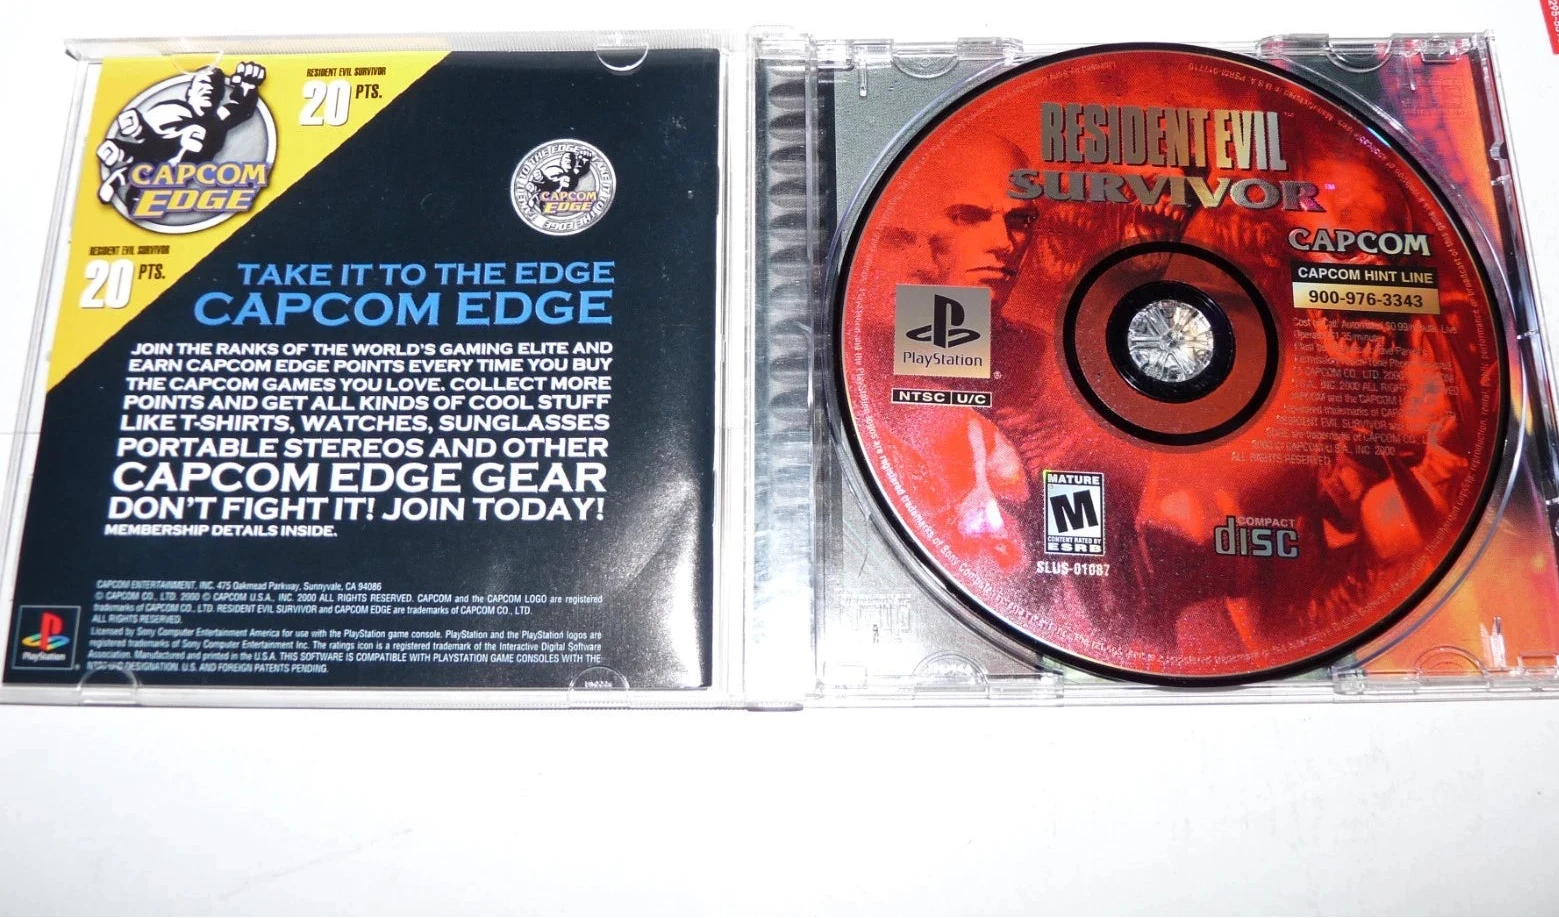 RESIDENT EVIL SURVIVOR
20 PTS.
CAPCOM
EDGE
RESIDENT EVIL SURVIVOR
20 PTS.
TAKE IT TO THE EDGE
CAPCOM
EDGE
TAKE IT TO THE EDGE
CAPCOM EDGE
JOIN THE RANKS OF THE WORLD'S GAMING ELITE AND
EARN CAPCOM EDGE POINTS EVERY TIME YOU BUY
THE CAPCOM GAMES YOU LOVE. COLLECT MORE
POINTS AND GET ALL KINDS OF COOL STUFF
LIKE T-SHIRTS, WATCHES, SUNGLASSES
PORTABLE STEREOS AND OTHER
CAPCOM EDGE GEAR
DON'T FIGHT IT! JOIN TODAY!
MEMBERSHIP DETAILS INSIDE.
CAPCOM ENTERTAINMENT, INC. 475 Oakmead Parkway, Sunnyvale, CA 94086
© CAPCOM CO., LTD. 2000 © CAPCOM U.S.A., INC. 2000 ALL RIGHTS RESERVED. CAPCOM and the CAPCOM LOGO are registered
trademarks of CAPCOM CO., LTD. RESIDENT EVIL SURVIVOR and CAPCOM EDGE are trademarks of CAPCOM CO., LTD.
ALL RIGHTS RESERVED.
Licensed by Sony Computer Entertainment America for use with the PlayStation game console. PlayStation and the PlayStation logos are
registered trademarks of Sony Computer Entertainment Inc. The ratings icon is a registered trademark of the Interactive Digital Software
Association. Manufactured and printed in the U.S.A. THIS SOFTWARE IS COMPATIBLE WITH PLAYSTATION GAME CONSOLES WITH THE
NTSC U/C DESIGNATION. U.S. AND FOREIGN PATENTS PENDING.
PlayStation
RESIDENT EVIL
SURVIVOR™
CAPCOM
CAPCOM HINT LINE
900-976-3343
PlayStation
NTSC U/C
MATURE
M
CONTENT RATED BY
ESRB
SLUS-01087
COMPACT
disc
ALL RIGHTS RESERVED